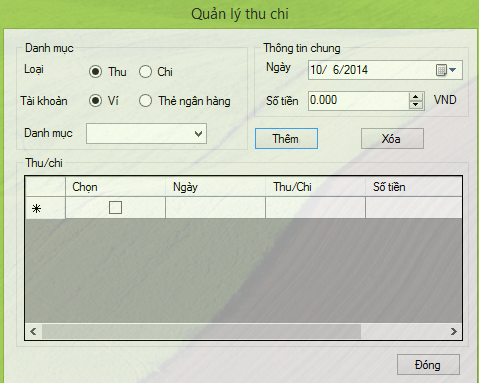 Quản lý thu chi
Danh mục
Loại Thu Chi
Tài khoản Ví Thẻ ngân hàng
Danh mục
Thông tin chung
Ngày 10/ 6/2014
Số tiền 0.000 VND
Thêm Xóa
Thu/chi
Chọn Ngày Thu/Chi Số tiền
Đóng